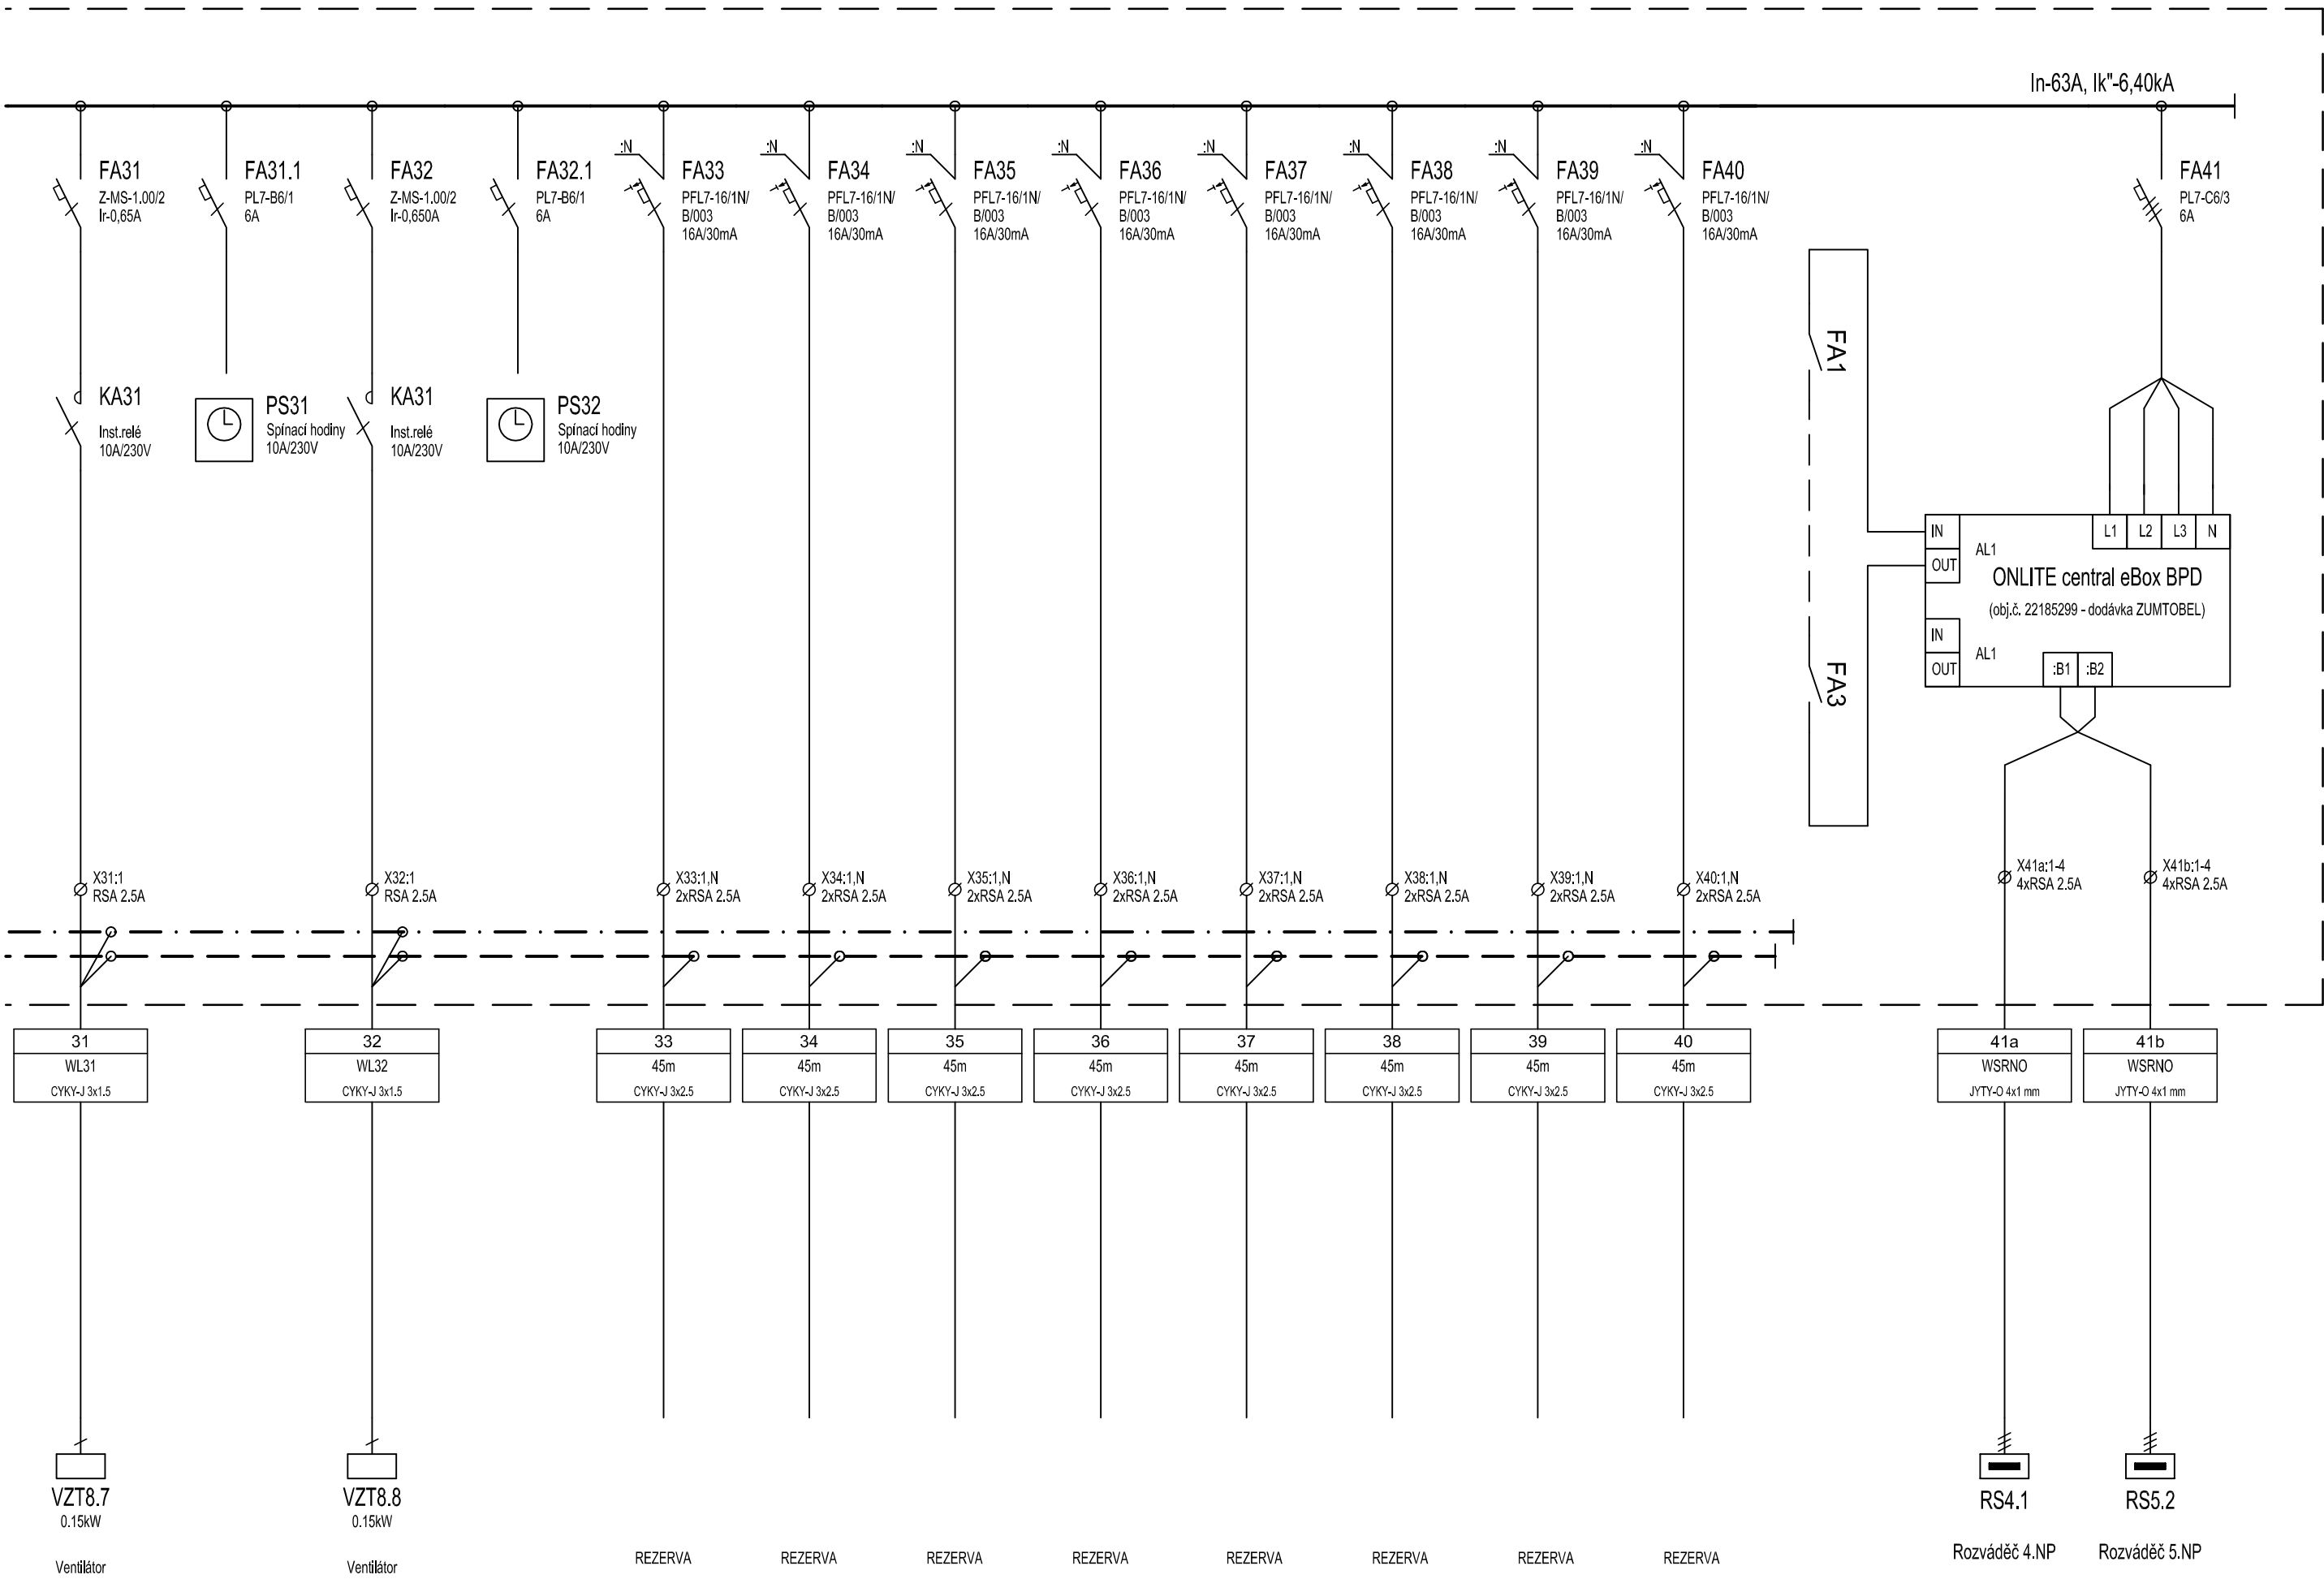 In-63A, Ik"-6,40kA
FA31
Z-MS-1,00/2
Ir-0,65A
FA31.1
PL7-B6/1
6A
FA32
Z-MS-1,00/2
Ir-0,650A
FA32.1
PL7-B6/1
6A
:N
FA33
PFL7-16/1N/
B/003
16A/30mA
:N
FA34
PFL7-16/1N/
B/003
16A/30mA
:N
FA35
PFL7-16/1N/
B/003
16A/30mA
:N
FA36
PFL7-16/1N/
B/003
16A/30mA
:N
FA37
PFL7-16/1N/
B/003
16A/30mA
:N
FA38
PFL7-16/1N/
B/003
16A/30mA
:N
FA39
PFL7-16/1N/
B/003
16A/30mA
:N
FA40
PFL7-16/1N/
B/003
16A/30mA
FA41
PL7-C6/3
6A
KA31
Inst.relé
10A/230V
PS31
Spínací hodiny
10A/230V
KA31
Inst.relé
10A/230V
PS32
Spínací hodiny
10A/230V
FA1
FA3
IN
OUT
AL1
L1
L2
L3
N
ONLITE central eBox BPD
(obj.č. 22185299 - dodávka ZUMTOBEL)
IN
OUT
AL1
:B1
:B2
X31:1
RSA 2.5A
X32:1
RSA 2.5A
X33:1,N
2xRSA 2.5A
X34:1,N
2xRSA 2.5A
X35:1,N
2xRSA 2.5A
X36:1,N
2xRSA 2.5A
X37:1,N
2xRSA 2.5A
X38:1,N
2xRSA 2.5A
X39:1,N
2xRSA 2.5A
X40:1,N
2xRSA 2.5A
X41a:1-4
4xRSA 2.5A
X41b:1-4
4xRSA 2.5A
31
WL31
CYKY-J 3x1.5
32
WL32
CYKY-J 3x1.5
33
45m
CYKY-J 3x2.5
34
45m
CYKY-J 3x2.5
35
45m
CYKY-J 3x2.5
36
45m
CYKY-J 3x2.5
37
45m
CYKY-J 3x2.5
38
45m
CYKY-J 3x2.5
39
45m
CYKY-J 3x2.5
40
45m
CYKY-J 3x2.5
41a
WSRNO
JYTY-O 4x1 mm
41b
WSRNO
JYTY-O 4x1 mm
VZT8.7
0.15kW
Ventilátor
VZT8.8
0.15kW
Ventilátor
REZERVA
REZERVA
REZERVA
REZERVA
REZERVA
REZERVA
REZERVA
REZERVA
RS4.1
Rozváděč 4.NP
RS5.2
Rozváděč 5.NP